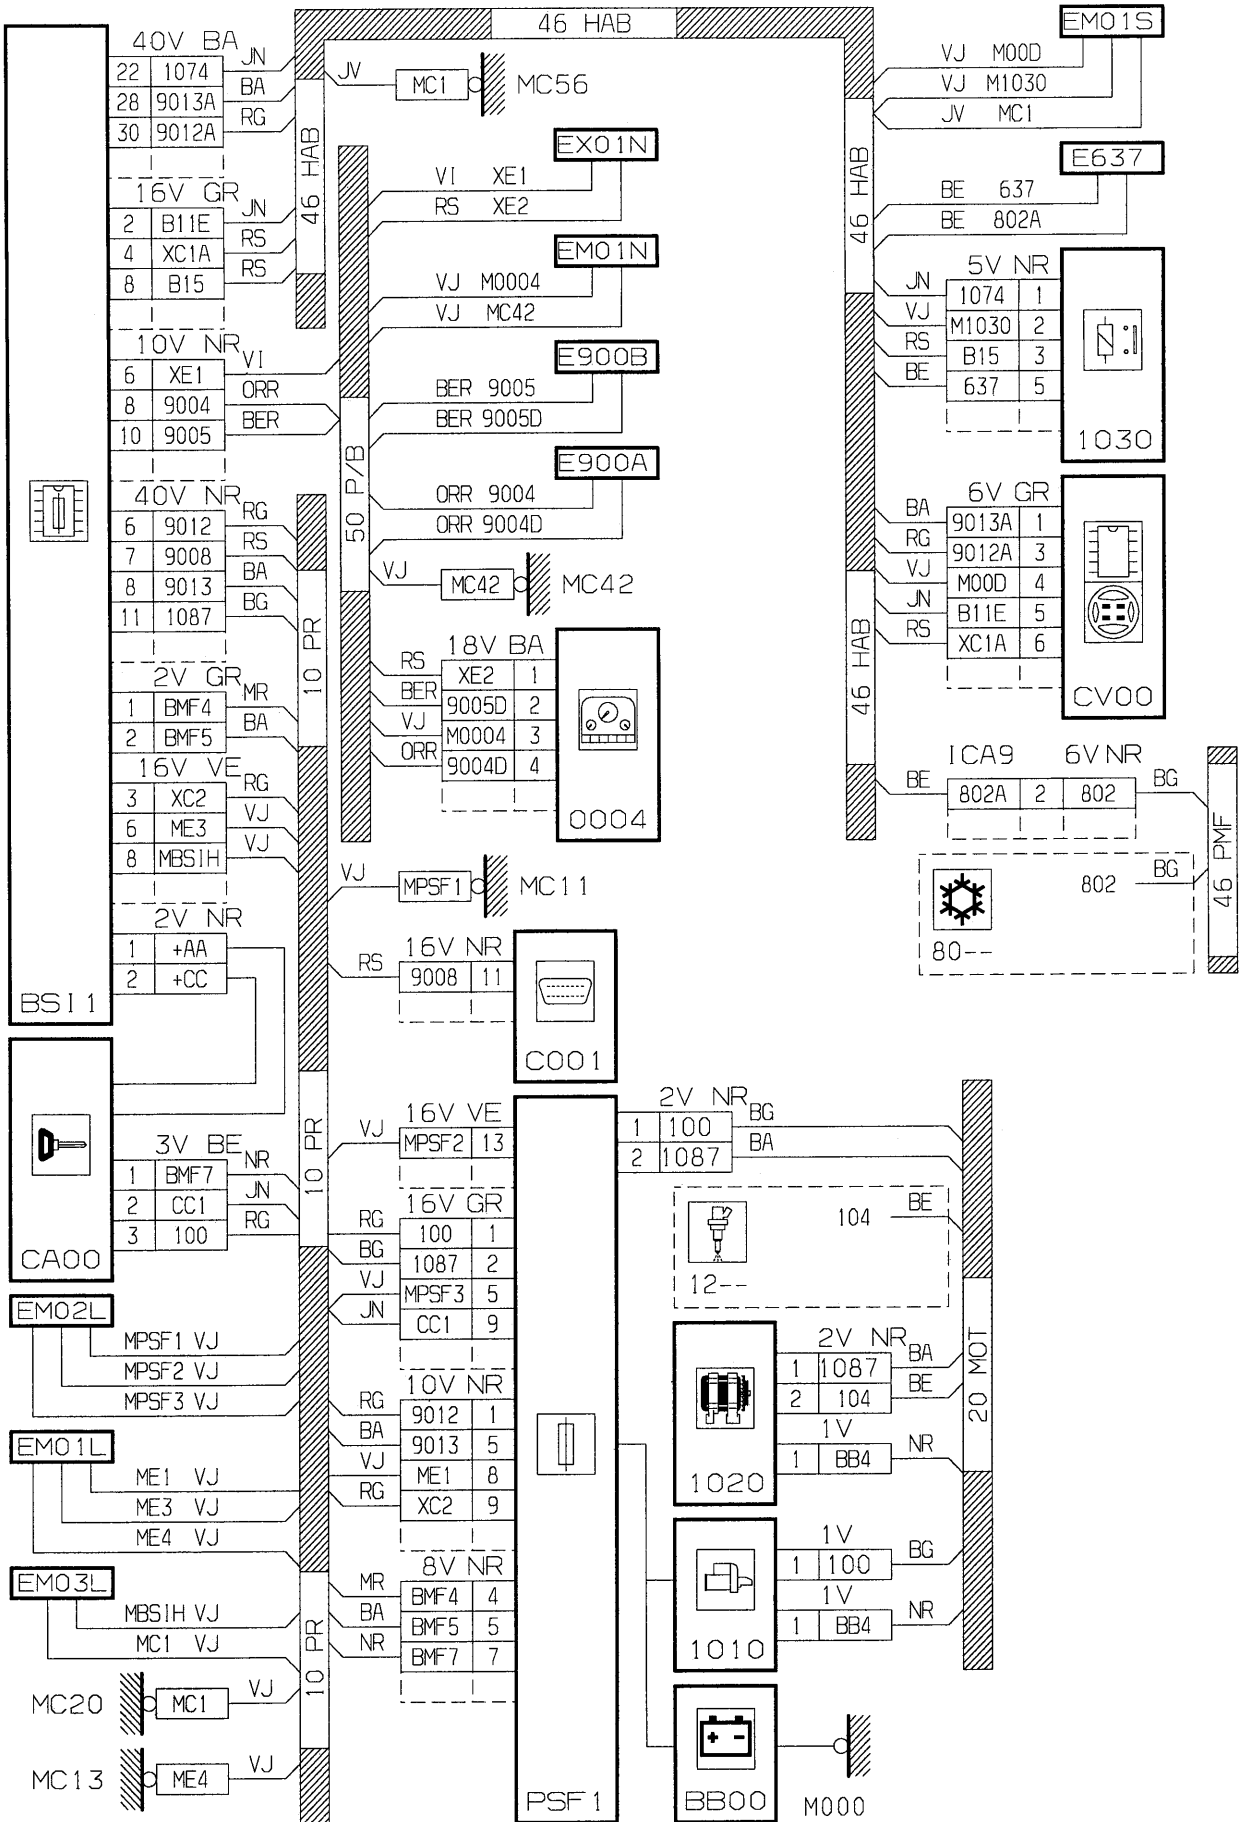 46 HAB
EM01S
VJ M00D
VJ M1030
JV MC1
40V BA
22 1074 JN
28 9013A BA
30 9012A RG
JV MC1 MC56
46 HAB
46 HAB
EX01N
VI XE1
RS XE2
E637
BE 637
BE 802A
16V GR
2 B11E JN
4 XC1A RS
8 B15 RS
EM01N
VJ M0004
VJ MC42
5V NR
JN 1074 1
VJ M1030 2
RS B15 3
BE 637 5
1030
10V NR
6 XE1 VI
8 9004 ORR
10 9005 BER
E900B
BER 9005
BER 9005D
50 P/B
E900A
ORR 9004
ORR 9004D
40V NR
6 9012 RG
7 9008 RS
8 9013 BA
11 1087 BG
10 PR
VJ MC42 MC42
6V GR
BA 9013A 1
RG 9012A 3
VJ M00D 4
JN B11E 5
RS XC1A 6
CV00
46 HAB
2V GR
1 BMF4 MR
2 BMF5 BA
18V BA
RS XE2 1
BER 9005D 2
VJ M0004 3
ORR 9004D 4
0004
16V VE
3 XC2 RG
6 ME3 VJ
8 MBSIH VJ
ICA9 6V NR
BE 802A 2 802 BG
802 BG
80--
46 PMF
VJ MPSF1 MC11
2V NR
1 +AA
2 +CC
BSI1
16V NR
RS 9008 11
C001
CA00
3V BE
1 BMF7 NR
2 CC1 JN
3 100 RG
10 PR
16V VE
VJ MPSF2 13
16V GR
RG 100 1
BG 1087 2
VJ MPSF3 5
JN CC1 9
2V NR
1 100 BG
2 1087 BA
104 BE
12--
20 MOT
EM02L
MPSF1 VJ
MPSF2 VJ
MPSF3 VJ
10V NR
RG 9012 1
BA 9013 5
VJ ME1 8
RG XC2 9
2V NR
1 1087 BA
2 104 BE
1V
1 BB4 NR
1020
EM01L
ME1 VJ
ME3 VJ
ME4 VJ
EM03L
MBSIH VJ
MC1 VJ
10 PR
8V NR
MR BMF4 4
BA BMF5 5
NR BMF7 7
1V
1 100 BG
1V
1 BB4 NR
1010
MC20 MC1 VJ
MC13 ME4 VJ
PSF1
+ -
BB00
M000